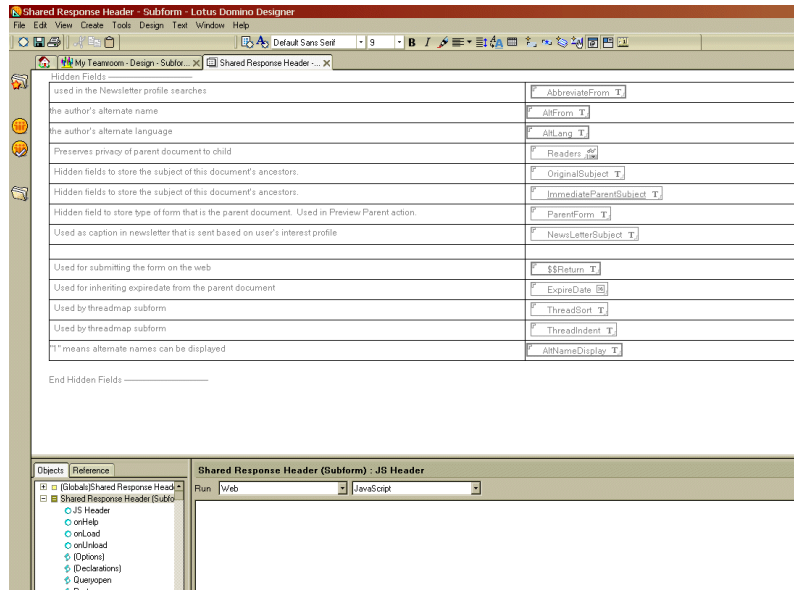 Shared Response Header - Subform - Lotus Domino Designer
File Edit View Create Tools Design Text Window Help
Default Sans Serif 9 B I
My Teamroom - Design - Subfor... Shared Response Header -...
Hidden Fields
used in the Newsletter profile searches AbbreviateFrom T
the author's alternate name AltFrom T
the author's alternate language AltLang T
Preserves privacy of parent document to child Readers
Hidden fields to store the subject of this document's ancestors. OriginalSubject T
Hidden fields to store the subject of this document's ancestors. ImmediateParentSubject T
Hidden field to store type of form that is the parent document. Used in Preview Parent action. ParentForm T
Used as caption in newsletter that is sent based on user's interest profile NewsLetterSubject T
Used for submitting the form on the web $$Return T
Used for inheriting expiredate from the parent document ExpireDate
Used by threadmap subform ThreadSort T
Used by threadmap subform ThreadIndent T
"1" means alternate names can be displayed AltNameDisplay T
End Hidden Fields
Objects Reference Shared Response Header (Subform) : JS Header
(Globals)Shared Response Head
Run Web JavaScript
Shared Response Header (Subfo
JS Header
onHelp
onLoad
onUnload
(Options)
(Declarations)
Queryopen